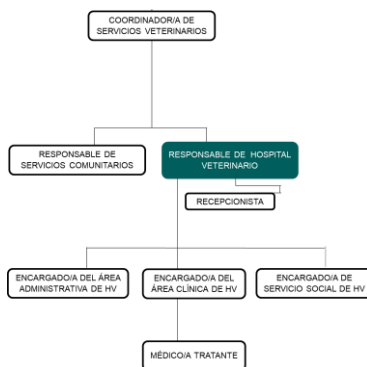 COORDINADOR/A DE
SERVICIOS VETERINARIOS
RESPONSABLE DE
SERVICIOS COMUNITARIOS
RESPONSABLE DE HOSPITAL
VETERINARIO
RECEPCIONISTA
ENCARGADO/A DEL ÁREA
ADMINISTRATIVA DE HV
ENCARGADO/A DEL
ÁREA CLÍNICA DE HV
ENCARGADO/A DE
SERVICIO SOCIAL DE HV
MÉDICO/A TRATANTE